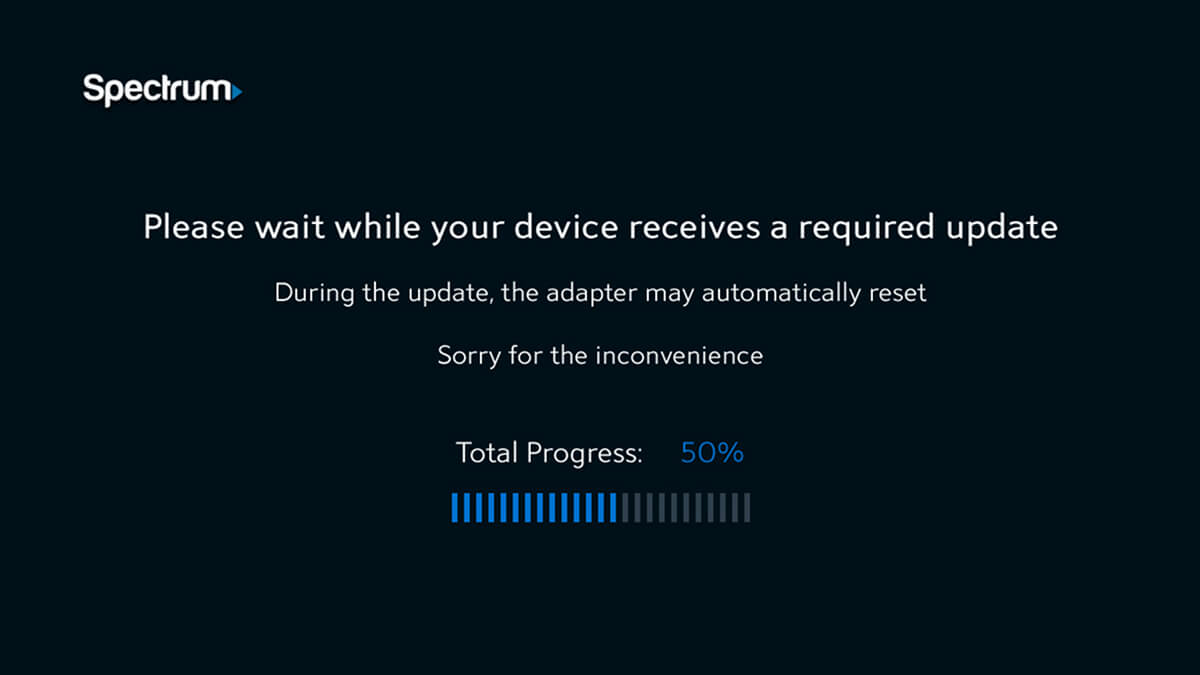 Spectrum
Please wait while your device receives a required update
During the update, the adapter may automatically reset
Sorry for the inconvenience
Total Progress: 50%